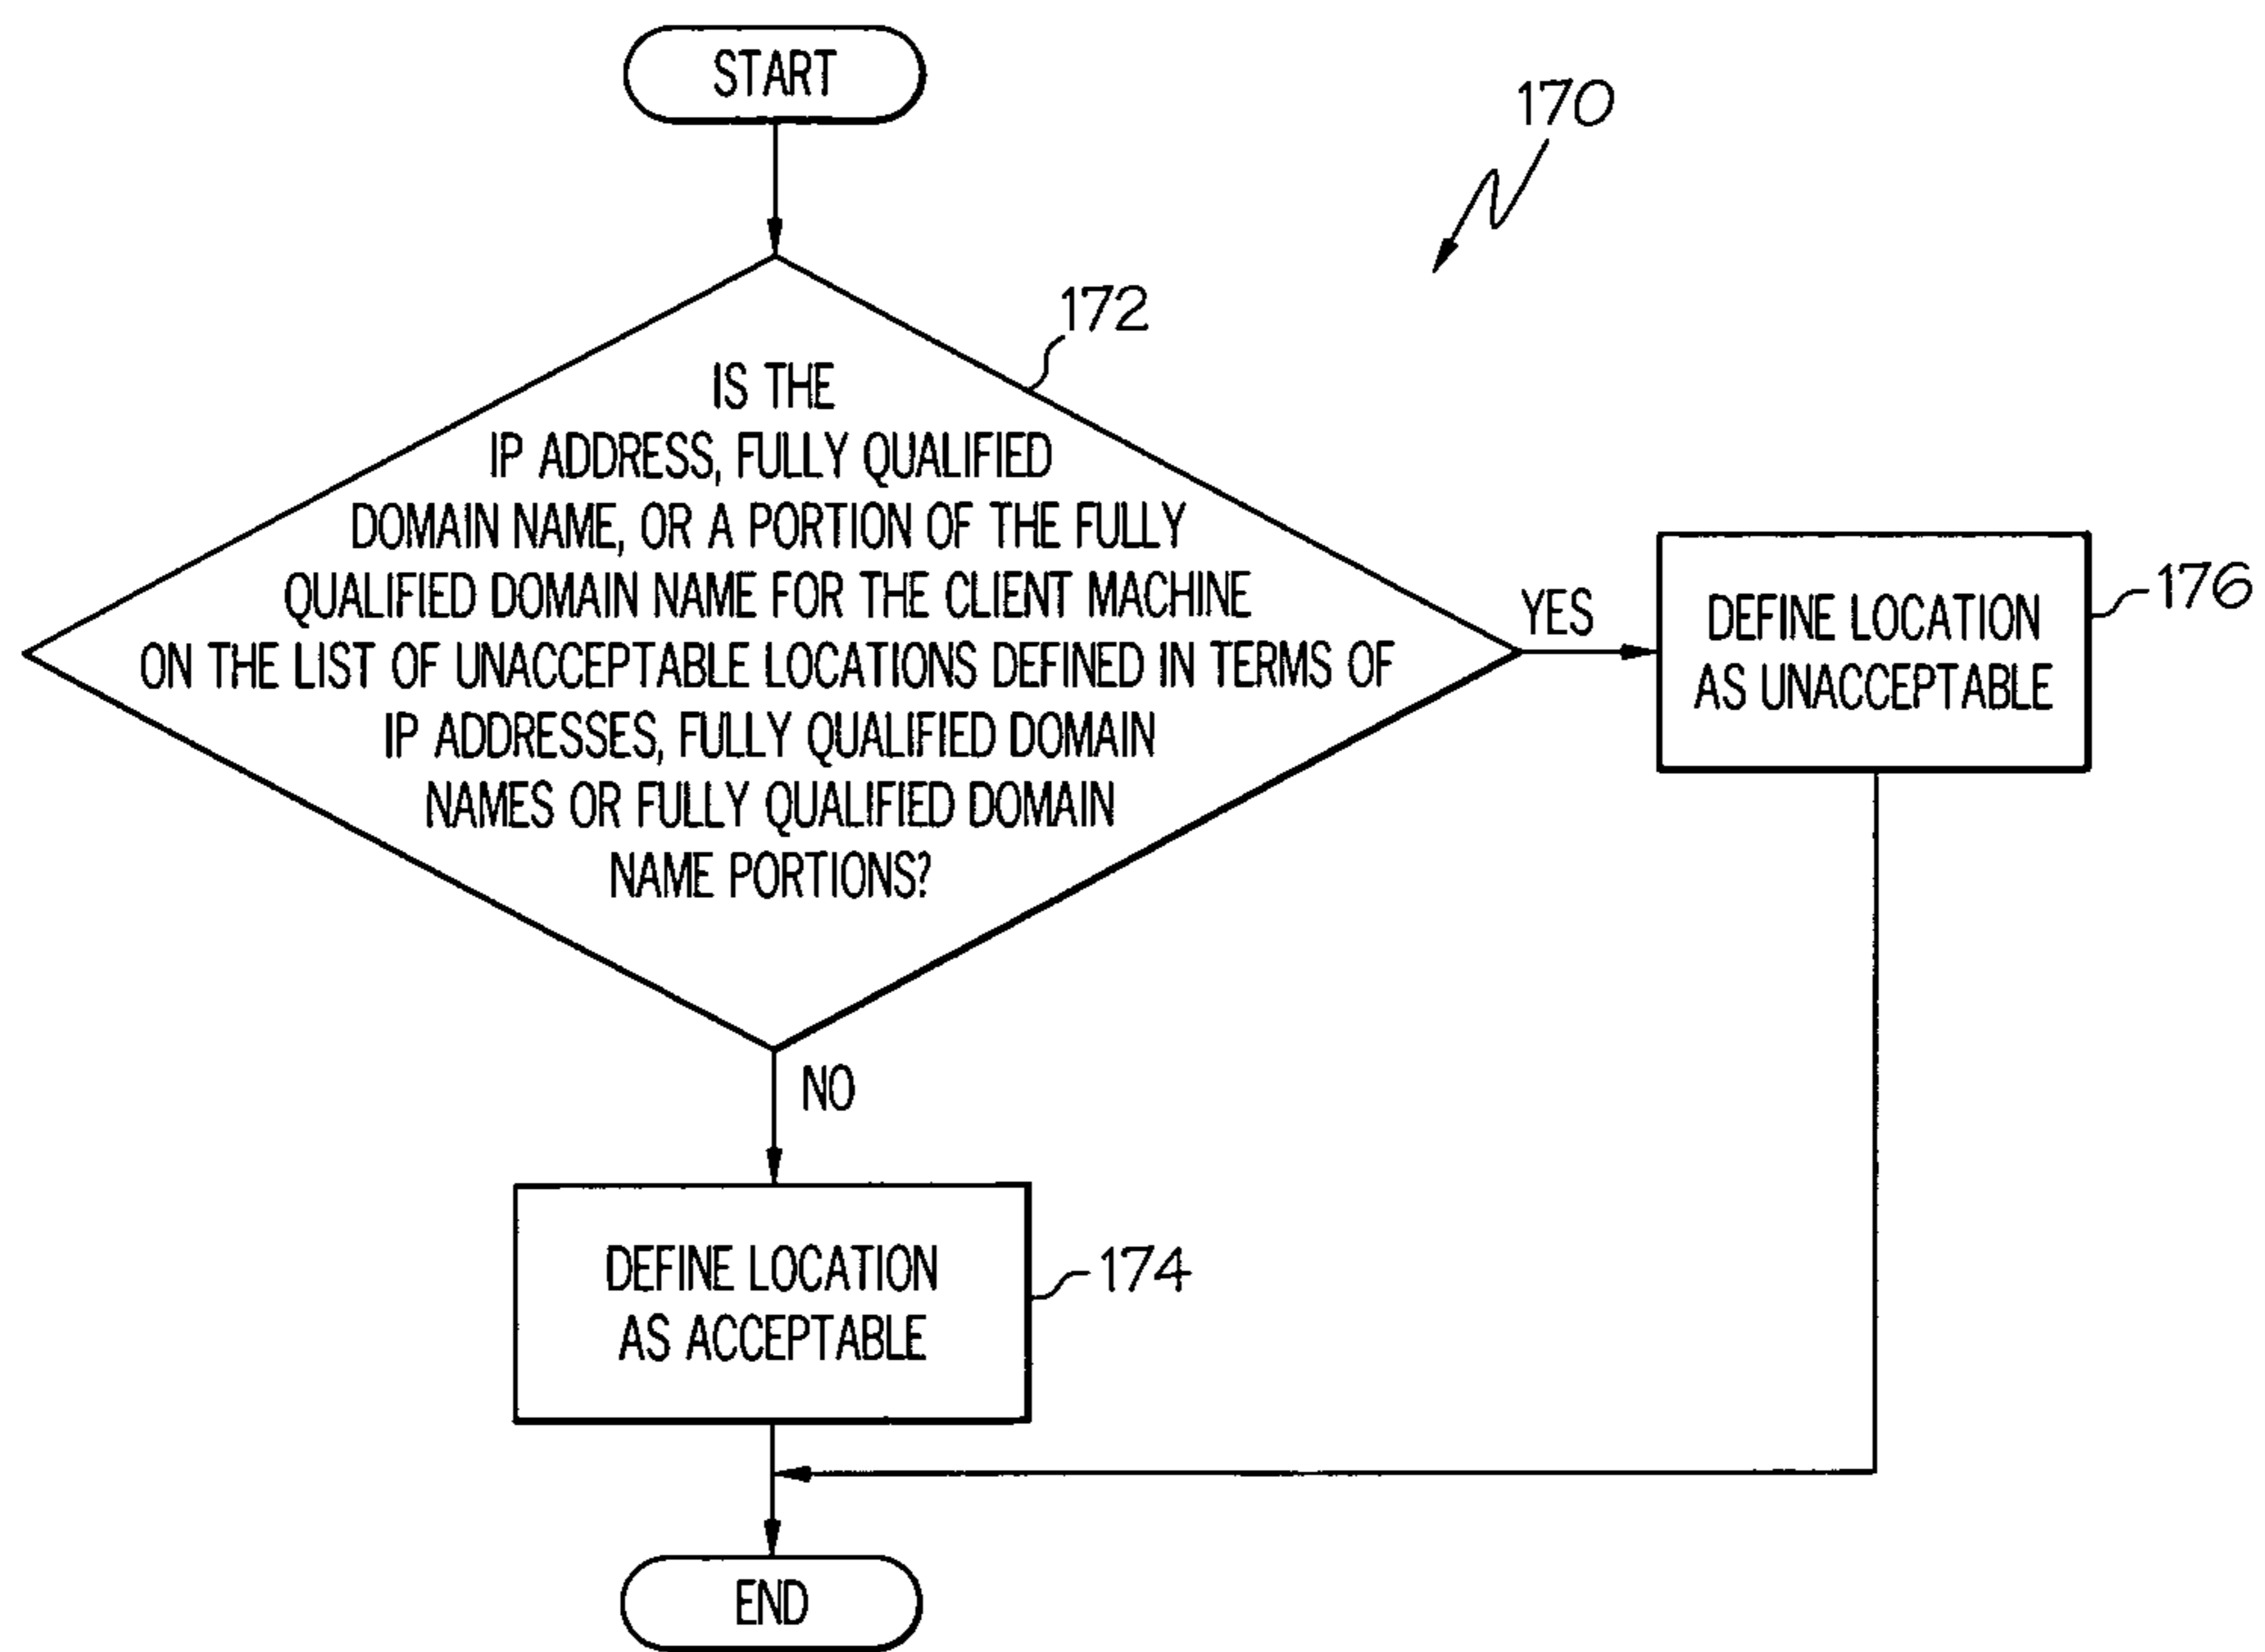 START
170
172
IS THE
IP ADDRESS, FULLY QUALIFIED
DOMAIN NAME, OR A PORTION OF THE FULLY
QUALIFIED DOMAIN NAME FOR THE CLIENT MACHINE
ON THE LIST OF UNACCEPTABLE LOCATIONS DEFINED IN TERMS OF
IP ADDRESSES, FULLY QUALIFIED DOMAIN
NAMES OR FULLY QUALIFIED DOMAIN
NAME PORTIONS?
YES
DEFINE LOCATION
AS UNACCEPTABLE
176
NO
DEFINE LOCATION
AS ACCEPTABLE
174
END